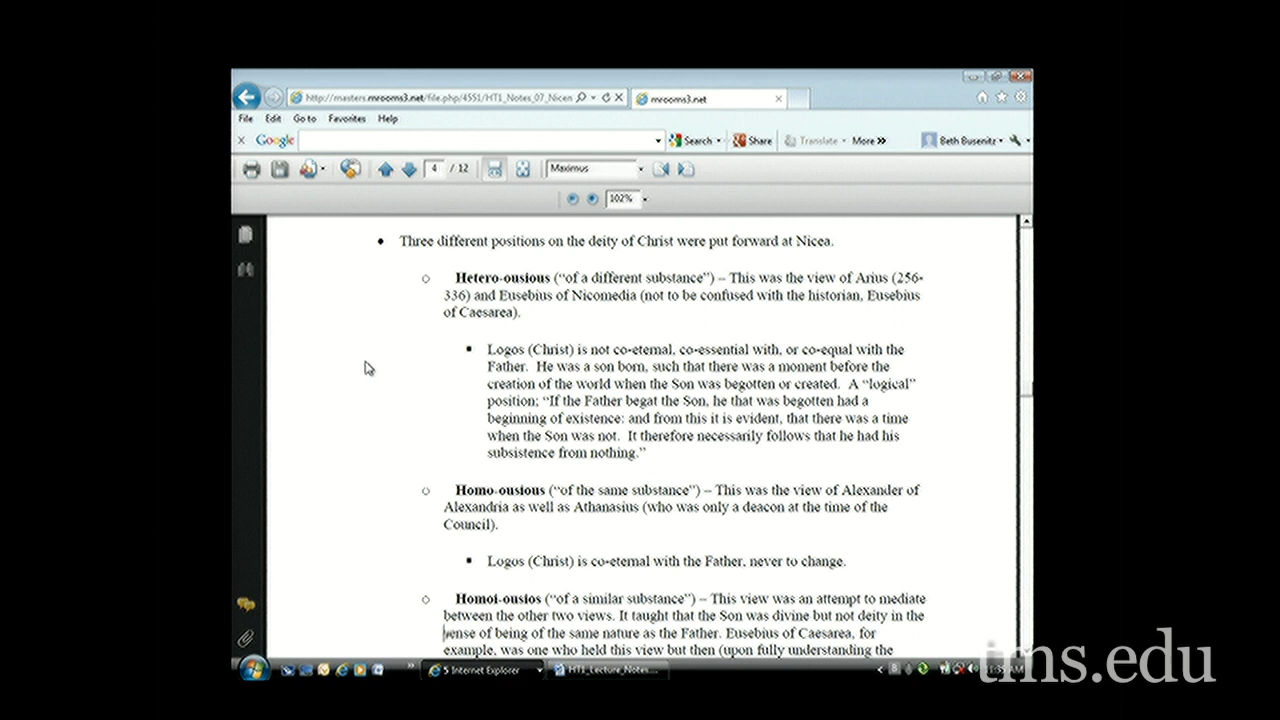 http://masters.mrooms3.net/file.php/4551/HT1_Notes_07_Nicen
mrooms3.net
File Edit Go to Favorites Help
Google Search Share Translate More » Beth Busenitz
4 / 12 Maximus
102%
• Three different positions on the deity of Christ were put forward at Nicea.
○ Hetero-ousious (“of a different substance”) – This was the view of Arius (256-
336) and Eusebius of Nicomedia (not to be confused with the historian, Eusebius
of Caesarea).
▪ Logos (Christ) is not co-eternal, co-essential with, or co-equal with the
Father. He was a son born, such that there was a moment before the
creation of the world when the Son was begotten or created. A “logical”
position; “If the Father begat the Son, he that was begotten had a
beginning of existence: and from this it is evident, that there was a time
when the Son was not. It therefore necessarily follows that he had his
subsistence from nothing.”
○ Homo-ousious (“of the same substance”) – This was the view of Alexander of
Alexandria as well as Athanasius (who was only a deacon at the time of the
Council).
▪ Logos (Christ) is co-eternal with the Father, never to change.
○ Homoi-ousios (“of a similar substance”) – This view was an attempt to mediate
between the other two views. It taught that the Son was divine but not deity in the
sense of being of the same nature as the Father. Eusebius of Caesarea, for
example, was one who held this view but then (upon fully understanding the
5 Internet Explorer HT1_Lecture_Notes...
tms.edu